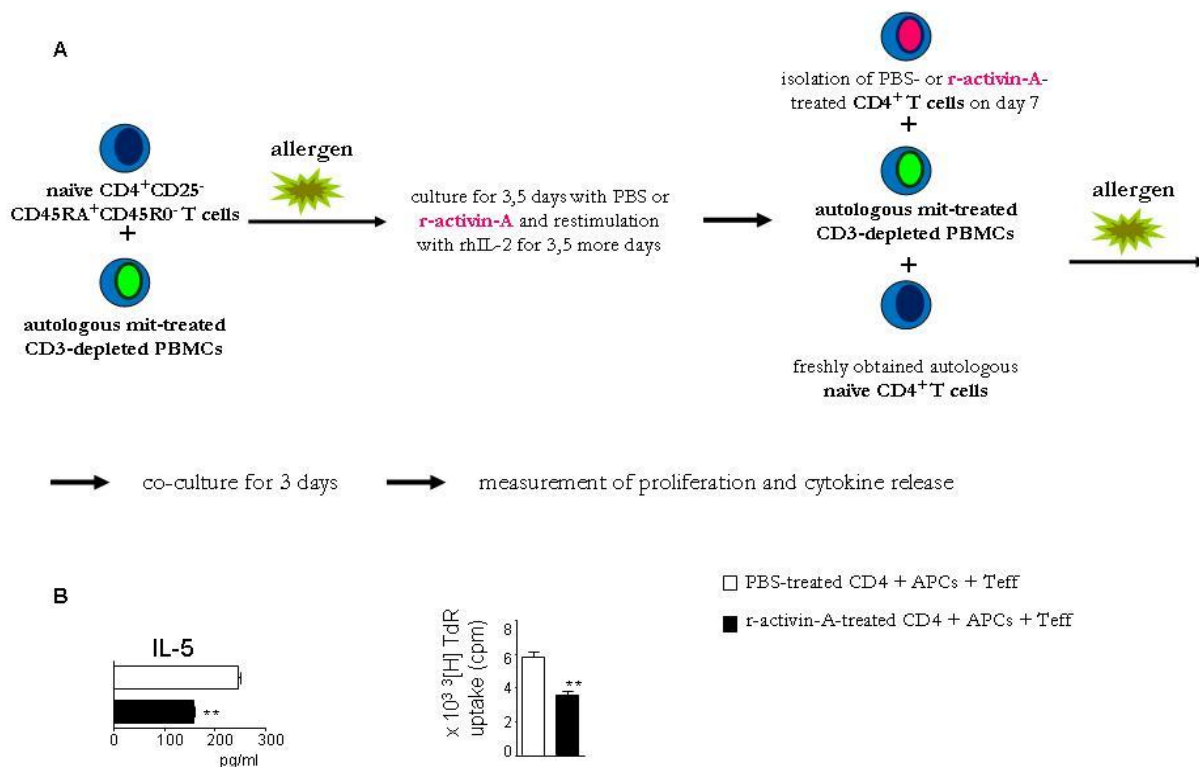 A
allergen
naïve CD4+CD25-
CD45RA+CD45R0- T cells
+
autologous mit-treated
CD3-depleted PBMCs
culture for 3,5 days with PBS or
r-activin-A and restimulation
with rhIL-2 for 3,5 more days
isolation of PBS- or r-activin-A-
treated CD4+ T cells on day 7
+
autologous mit-treated
CD3-depleted PBMCs
+
freshly obtained autologous
naïve CD4+T cells
allergen
co-culture for 3 days
measurement of proliferation and cytokine release
B
IL-5
**
0 100 200 300
pg/ml
x 10³ ³[H] TdR
uptake (cpm)
8
6
4
2
0
**
PBS-treated CD4 + APCs + Teff
r-activin-A-treated CD4 + APCs + Teff